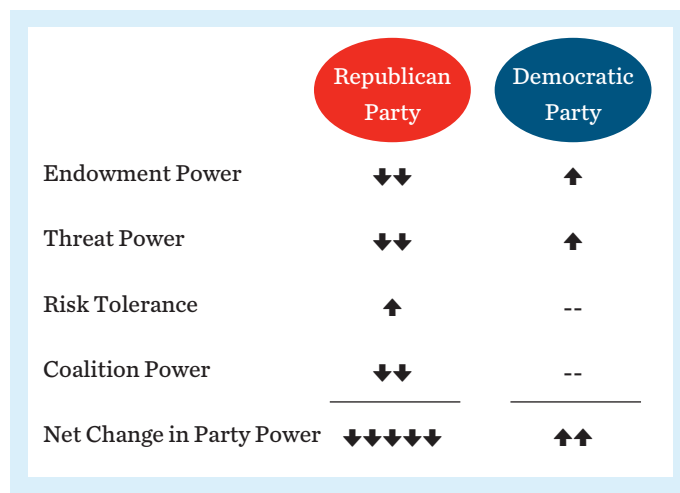 Republican Party
Democratic Party
Endowment Power ↓↓ ↑
Threat Power ↓↓ ↑
Risk Tolerance ↑ --
Coalition Power ↓↓ --
Net Change in Party Power ↓↓↓↓↓ ↑↑